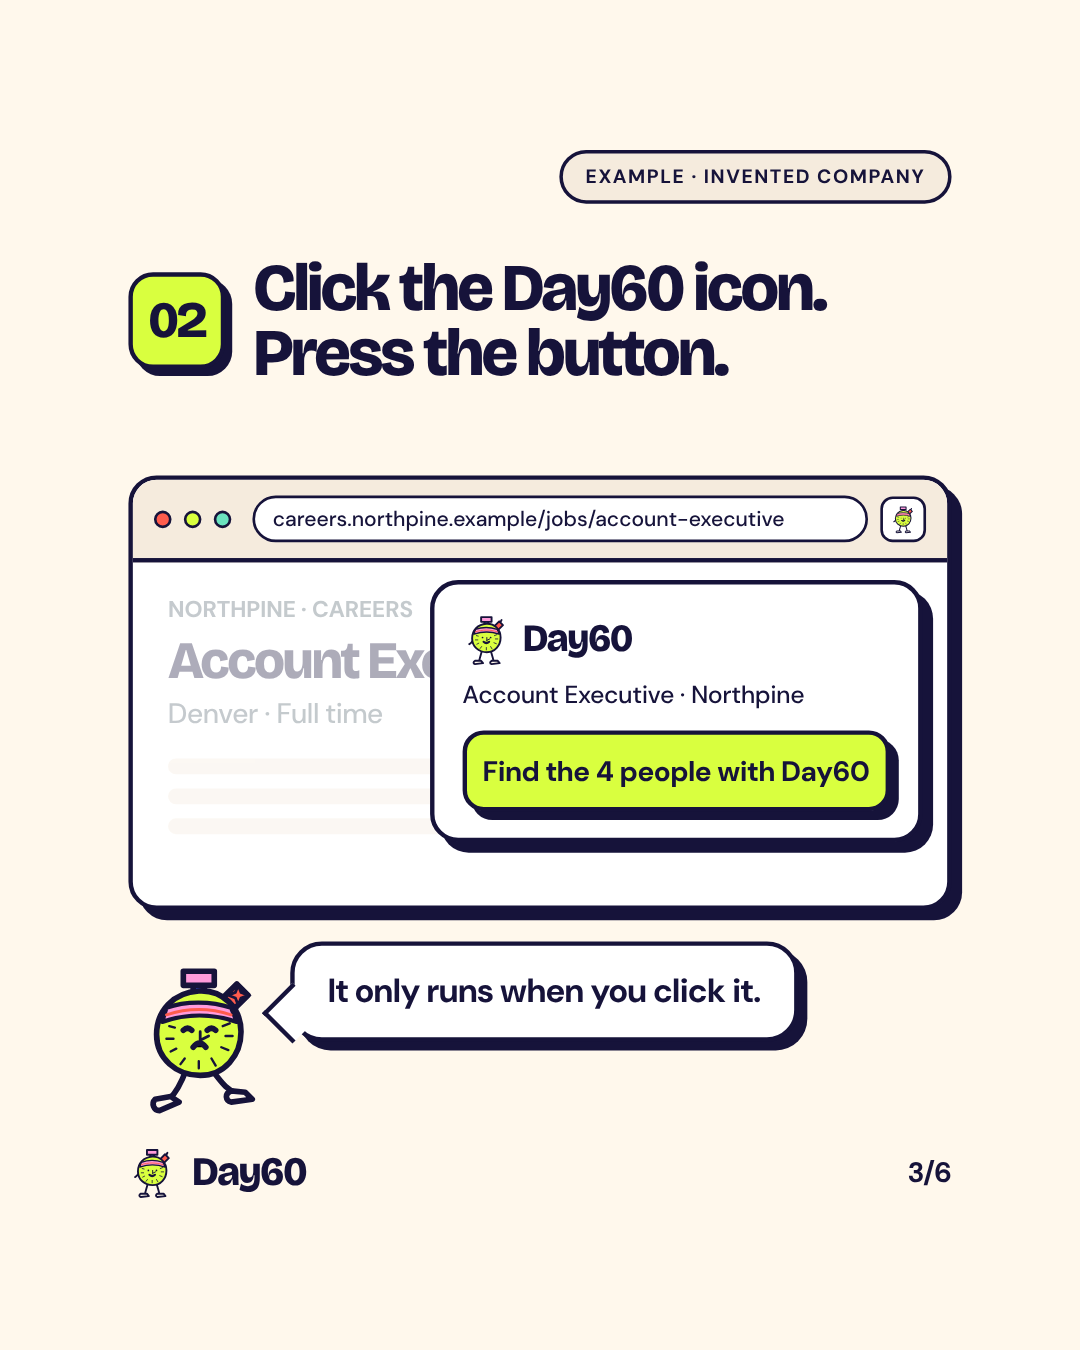 EXAMPLE · INVENTED COMPANY
02
Click the Day60 icon.
Press the button.
careers.northpine.example/jobs/account-executive
NORTHPINE · CAREERS
Account Exe
Denver · Full time
Day60
Account Executive · Northpine
Find the 4 people with Day60
It only runs when you click it.
Day60
3/6